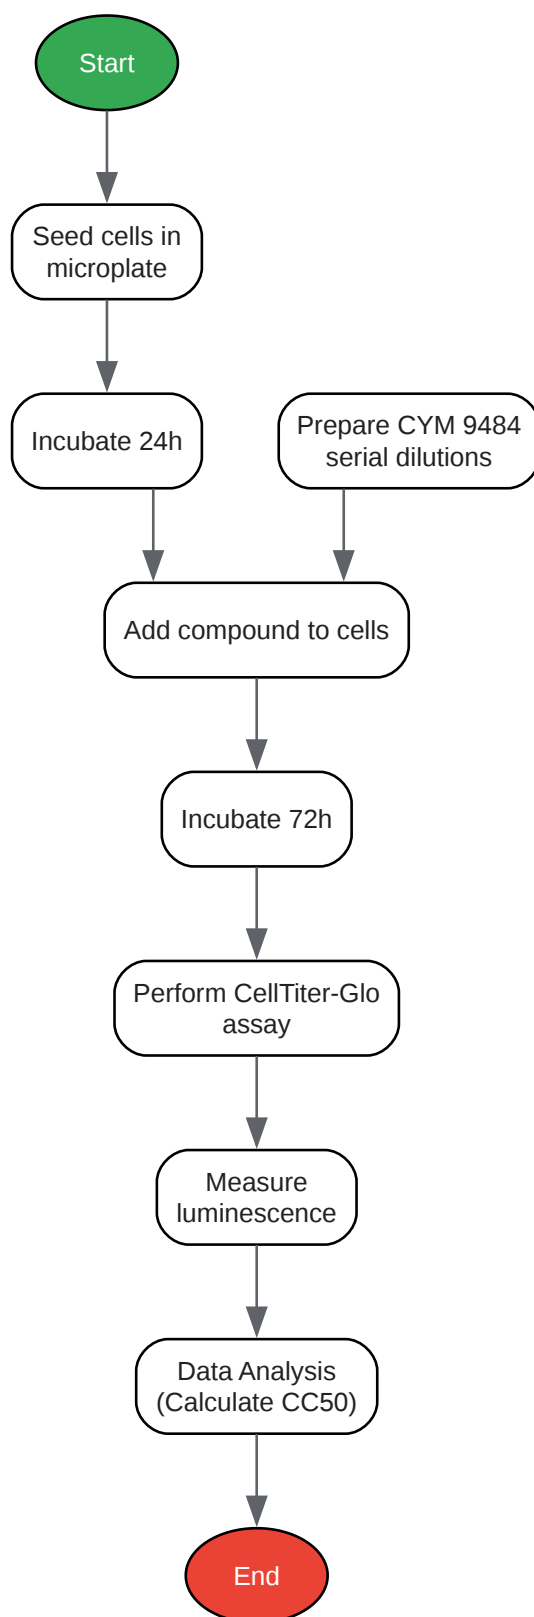 Start
Seed cells in
microplate
Incubate 24h
Prepare CYM 9484
serial dilutions
Add compound to cells
Incubate 72h
Perform CellTiter-Glo
assay
Measure
luminescence
Data Analysis
(Calculate CC50)
End